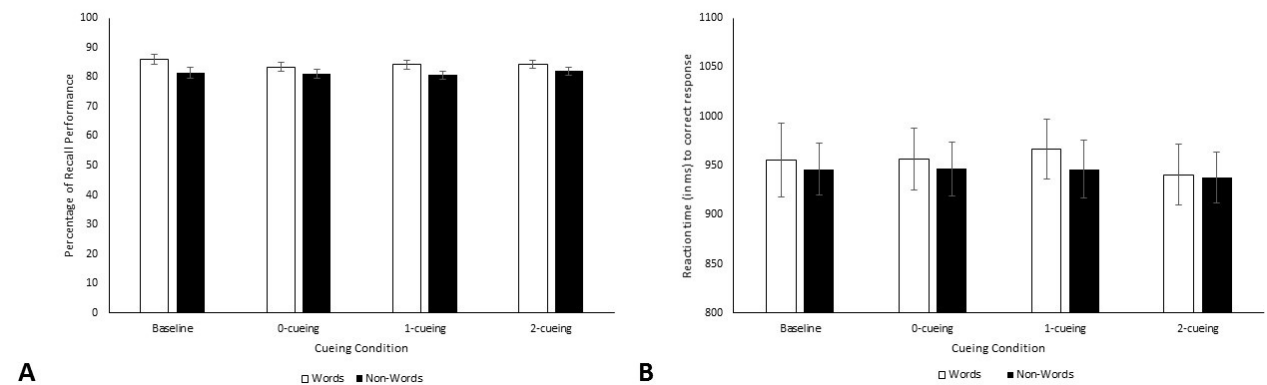 Percentage of Recall Performance
100
90
80
70
60
50
40
30
20
10
0
Baseline 0-cueing 1-cueing 2-cueing
Cueing Condition
Words Non-Words
A
Reaction time (in ms) to correct response
1100
1050
1000
950
900
850
800
Baseline 0-cueing 1-cueing 2-cueing
Cueing Condition
Words Non-Words
B